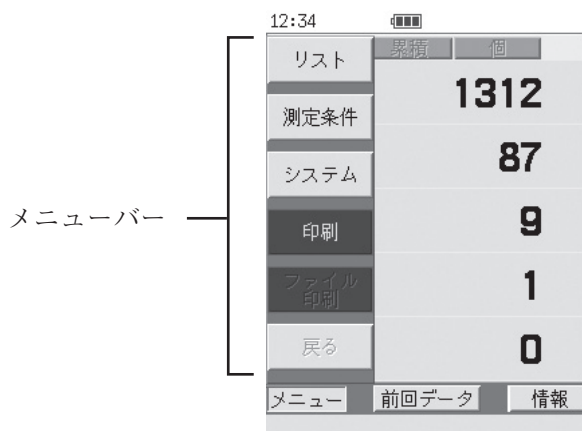 12:34
リスト
累積 個
測定条件
システム
印刷
ファイル
印刷
戻る
1312
87
9
1
0
メニューバー
メニュー 前回データ 情報